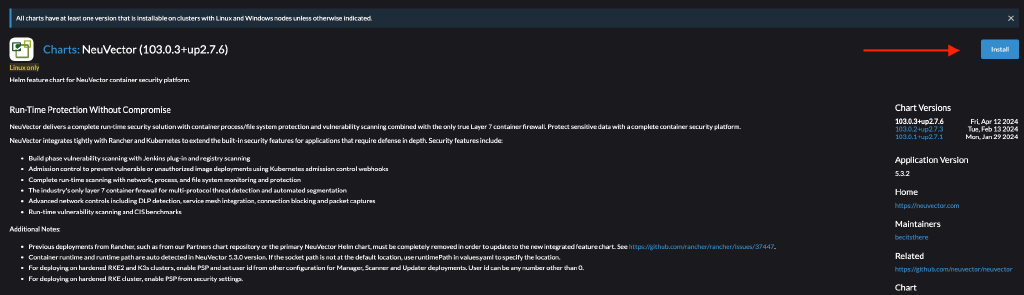 All charts have at least one version that is installable on clusters with Linux and Windows nodes unless otherwise indicated.
Charts: NeuVector (103.0.3+up2.7.6)
Install
Linux only
Helm feature chart for NeuVector container security platform.
Run-Time Protection Without Compromise
NeuVector delivers a complete run-time security solution with container process/file system protection and vulnerability scanning combined with the only true Layer 7 container firewall. Protect sensitive data with a complete container security platform.
NeuVector integrates tightly with Rancher and Kubernetes to extend the built-in security features for applications that require defense in depth. Security features include:
• Build phase vulnerability scanning with Jenkins plug-in and registry scanning
• Admission control to prevent vulnerable or unauthorized image deployments using Kubernetes admission control webhooks
• Complete run-time scanning with network, process, and file system monitoring and protection
• The industry's only layer 7 container firewall for multi-protocol threat detection and automated segmentation
• Advanced network controls including DLP detection, service mesh integration, connection blocking and packet captures
• Run-time vulnerability scanning and CIS benchmarks
Additional Notes:
• Previous deployments from Rancher, such as from our Partners chart repository or the primary NeuVector Helm chart, must be completely removed in order to update to the new integrated feature chart. See https://github.com/rancher/rancher/issues/37447.
• Container runtime and runtime path are auto detected in NeuVector 5.3.0 version. If the socket path is not at the default location, use runtimePath in values.yaml to specify the location.
• For deploying on hardened RKE2 and K3s clusters, enable PSP and set user id from other configuration for Manager, Scanner and Updater deployments. User id can be any number other than 0.
• For deploying on hardened RKE cluster, enable PSP from security settings.
Chart Versions
103.0.3+up2.7.6 Fri, Apr 12 2024
103.0.2+up2.7.3 Tue, Feb 13 2024
103.0.1+up2.7.1 Mon, Jan 29 2024
Application Version
5.3.2
Home
https://neuvector.com
Maintainers
becitsthere
Related
https://github.com/neuvector/neuvector
Chart